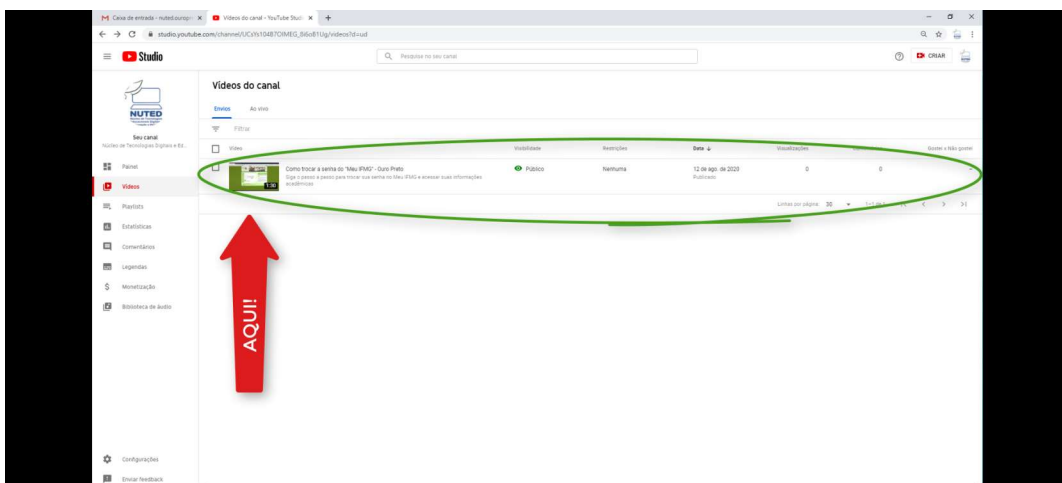 Caixa de entrada - nuted.ouropr
Vídeos do canal - YouTube Studi
studio.youtube.com/channel/
Studio
Pesquise no seu canal
CRIAR
Vídeos do canal
NUTED
Envios Ao vivo
Filtrar
Seu canal
Núcleo de Tecnologias Digitais e Ed...
Vídeo Visibilidade Restrições Data Visualizações Gostei x Não gostei
Painel
Como trocar a senha do "Meu IFMG" - Ouro Preto Público Nenhuma 12 de ago. de 2020 0 0
Siga o passo a passo para trocar sua senha no Meu IFMG e acessar suas informações Publicado
acadêmicas
1:30
Vídeos
Playlists
Linhas por página: 30
Estatísticas
Comentários
Legendas
Monetização
Biblioteca de áudio
AQUI!
Configurações
Enviar feedback